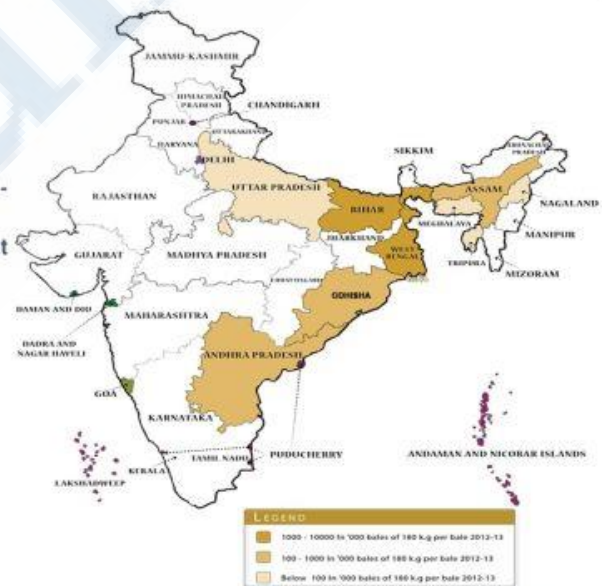 JAMMU-KASHMIR
HIMACHAL
PRADESH
CHANDIGARH
PUNJAB
UTTARAKHAND
HARYANA
DELHI
SIKKIM
ARUNACHAL
PRADESH
RAJASTHAN
UTTAR PRADESH
ASSAM
NAGALAND
BIHAR
MEGHALAYA
MANIPUR
JHARKHAND
WEST
BENGAL
GUJARAT
MADHYA PRADESH
TRIPURA
MIZORAM
CHHATTISGARH
ODHISHA
DAMAN AND DIU
MAHARASHTRA
DADRA AND
NAGAR HAVELI
ANDHRA PRADESH
GOA
KARNATAKA
PUDUCHERRY
ANDAMAN AND NICOBAR ISLANDS
TAMIL NADU
KERALA
LAKSHADWEEP
LEGEND
1000 - 10000 In '000 bales of 180 k.g per bale 2012-13
100 - 1000 In '000 bales of 180 k.g per bale 2012-13
Below 100 In '000 bales of 180 k.g per bale 2012-13